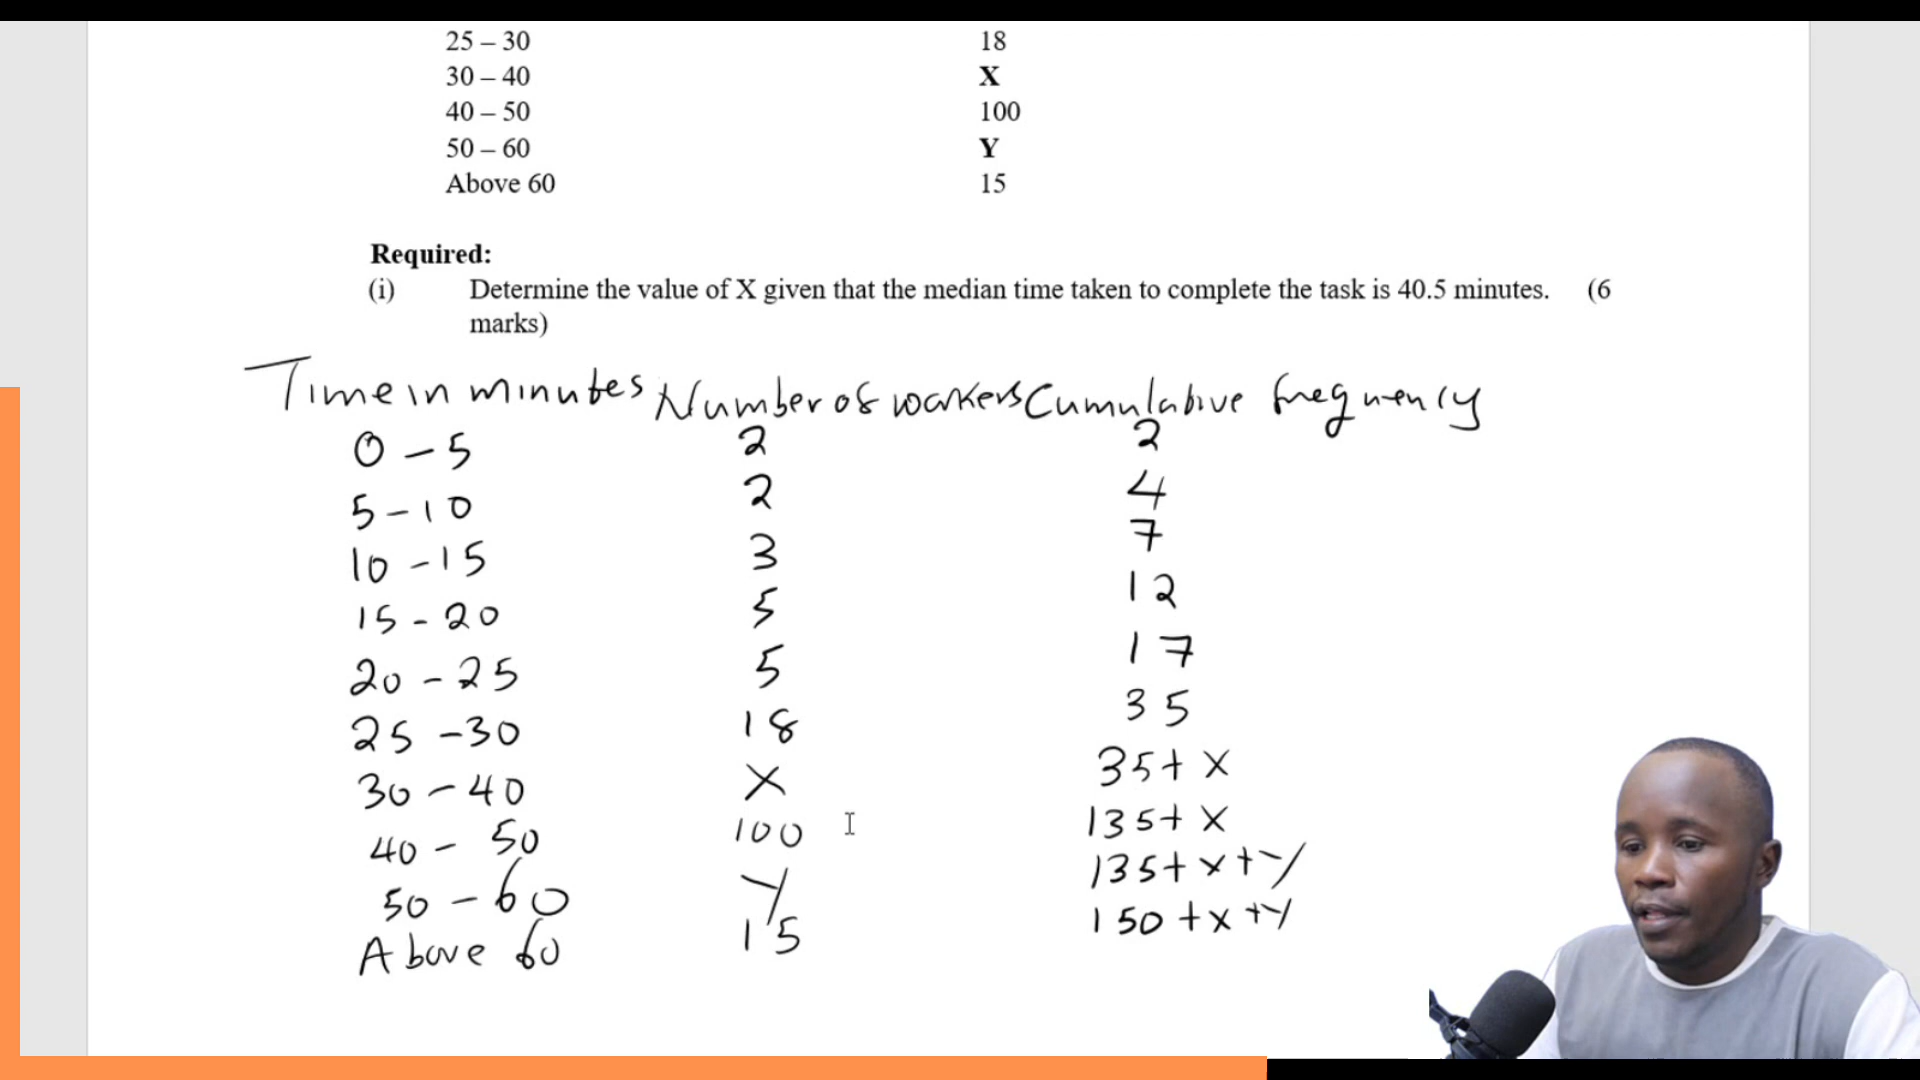 25 – 30 18
30 – 40 X
40 – 50 100
50 – 60 Y
Above 60 15
Required:
(i) Determine the value of X given that the median time taken to complete the task is 40.5 minutes. (6
marks)
Time in minutes Number of workers Cumulative frequency
0 – 5 2 2
5 – 10 2 4
10 – 15 3 7
15 – 20 5 12
20 – 25 5 17
25 – 30 18 35
30 – 40 X 35 + X
40 – 50 100 135 + X
50 – 60 Y 135 + X + Y
Above 60 15 150 + X + Y